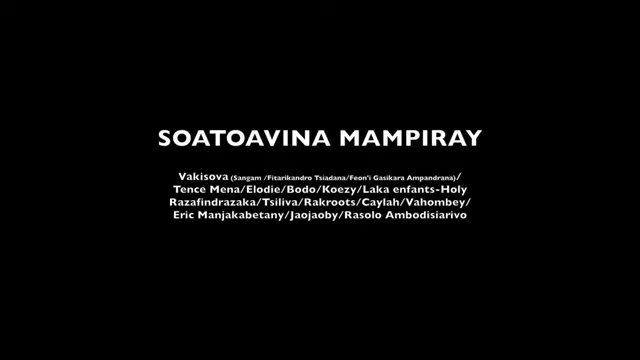 SOATOAVINA MAMPIRAY
Vakisova (Sangam /Fitarikandro Tsiadana/Feon'i Gasikara Ampandrana)/
Tence Mena/Elodie/Bodo/Koezy/Laka enfants-Holy
Razafindrazaka/Tsiliva/Rakroots/Caylah/Vahombey/
Eric Manjakabetany/Jaojaoby/Rasolo Ambodisiarivo